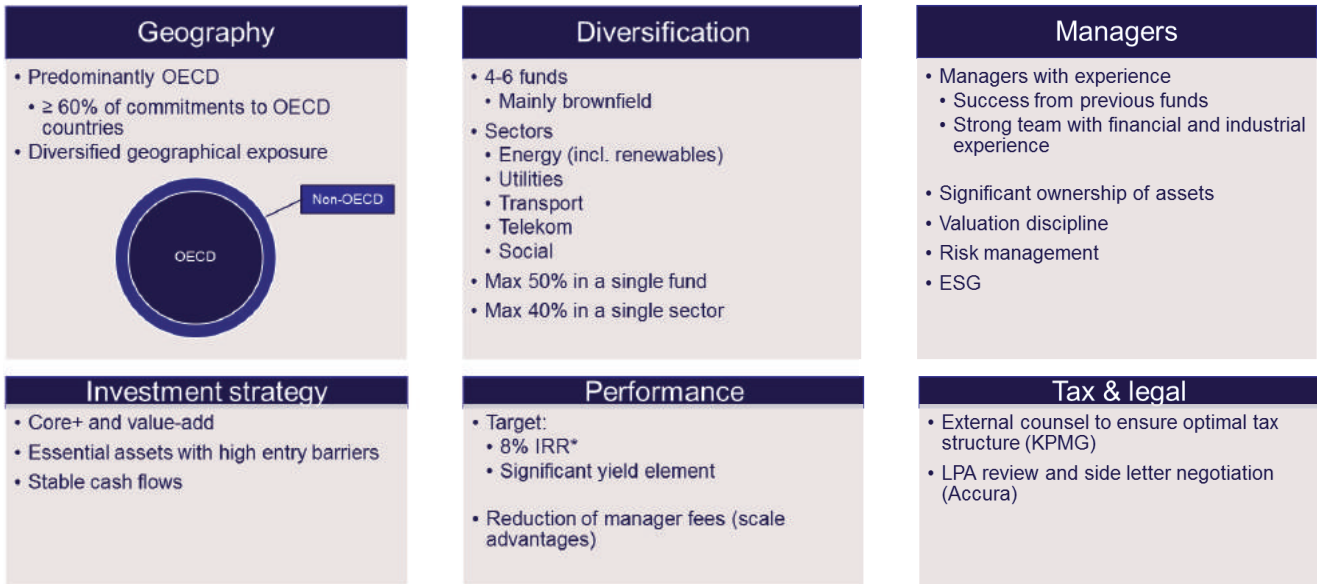 Geography
• Predominantly OECD
• ≥ 60% of commitments to OECD
countries
• Diversified geographical exposure
Non-OECD
OECD
Diversification
• 4-6 funds
• Mainly brownfield
• Sectors
• Energy (incl. renewables)
• Utilities
• Transport
• Telekom
• Social
• Max 50% in a single fund
• Max 40% in a single sector
Managers
• Managers with experience
• Success from previous funds
• Strong team with financial and industrial
experience
• Significant ownership of assets
• Valuation discipline
• Risk management
• ESG
Investment strategy
• Core+ and value-add
• Essential assets with high entry barriers
• Stable cash flows
Performance
• Target:
• 8% IRR*
• Significant yield element
• Reduction of manager fees (scale
advantages)
Tax & legal
• External counsel to ensure optimal tax
structure (KPMG)
• LPA review and side letter negotiation
(Accura)